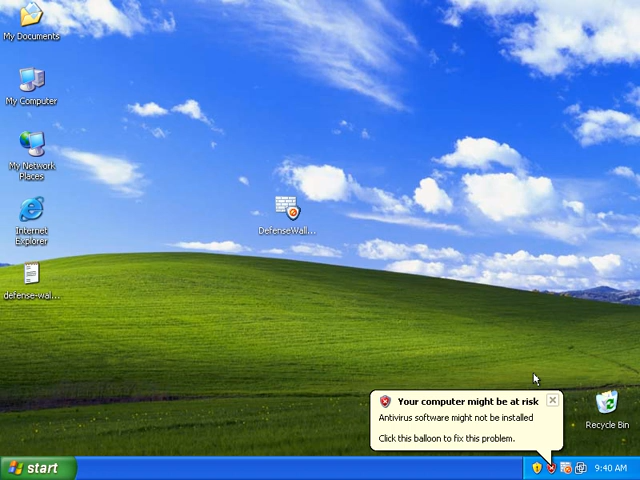 My Documents
My Computer
My Network
Places
Internet
Explorer
defense-wal...
DefenseWall...
Your computer might be at risk
Antivirus software might not be installed
Click this balloon to fix this problem.
Recycle Bin
start
9:40 AM